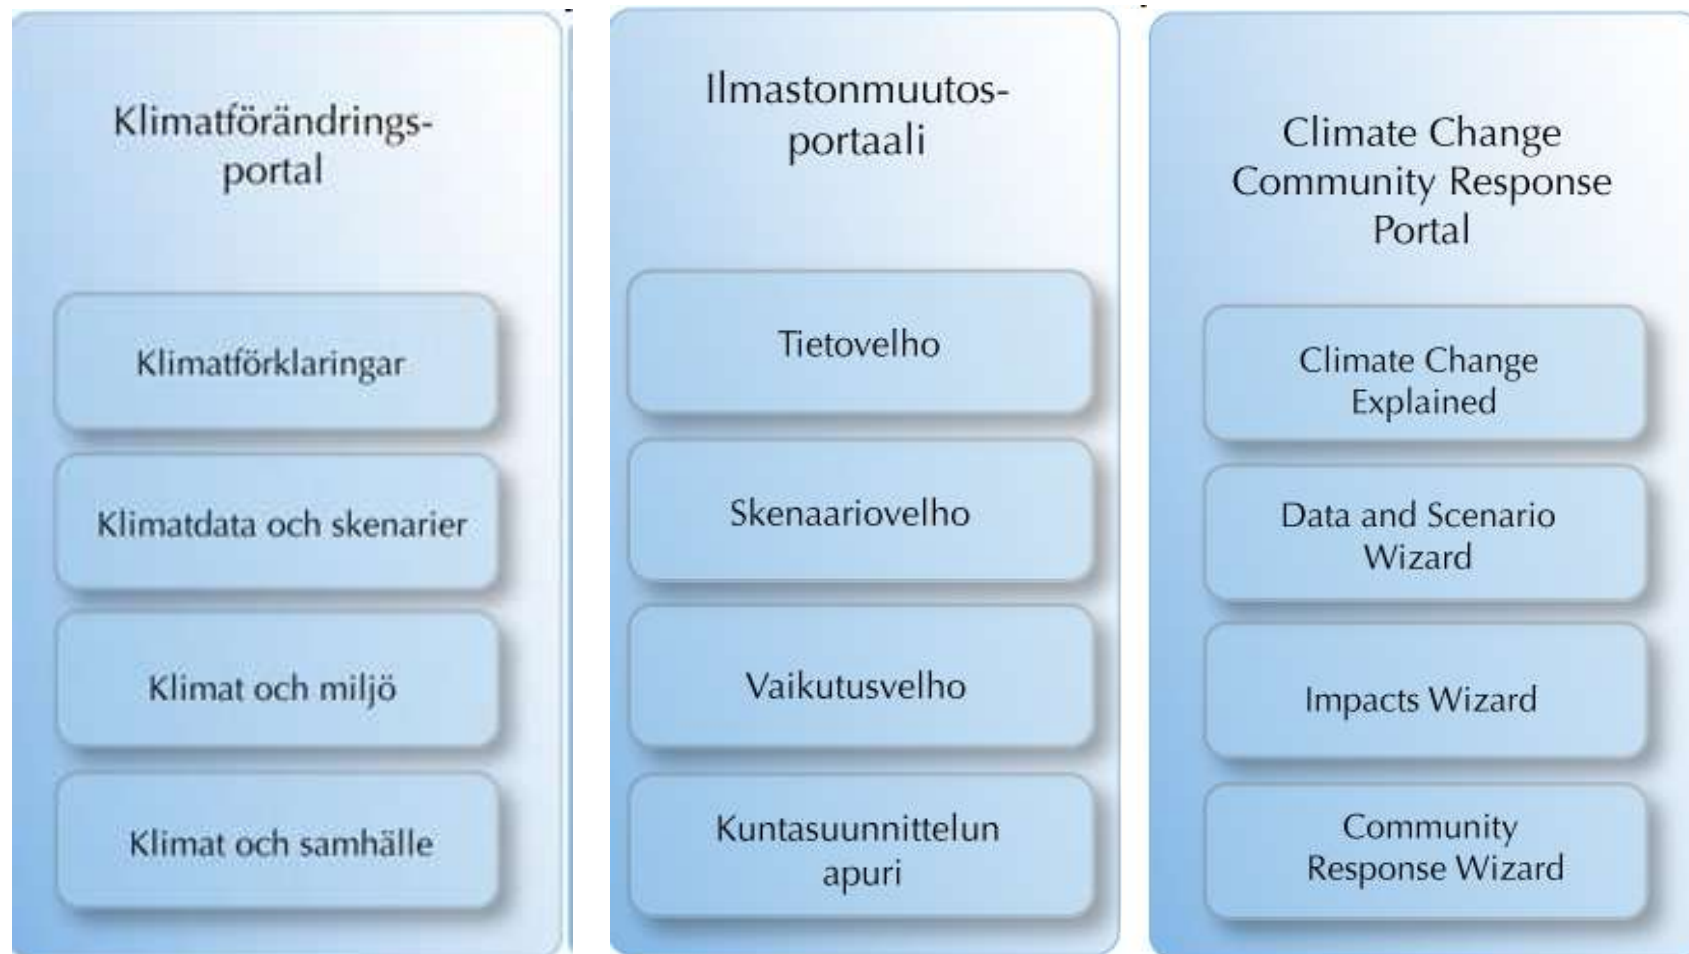 Klimatförändrings-
portal
Klimatförklaringar
Klimatdata och skenarier
Klimat och miljö
Klimat och samhälle
Ilmastonmuutos-
portaali
Tietovelho
Skenaariovelho
Vaikutusvelho
Kuntasuunnittelun
apuri
Climate Change
Community Response
Portal
Climate Change
Explained
Data and Scenario
Wizard
Impacts Wizard
Community
Response Wizard